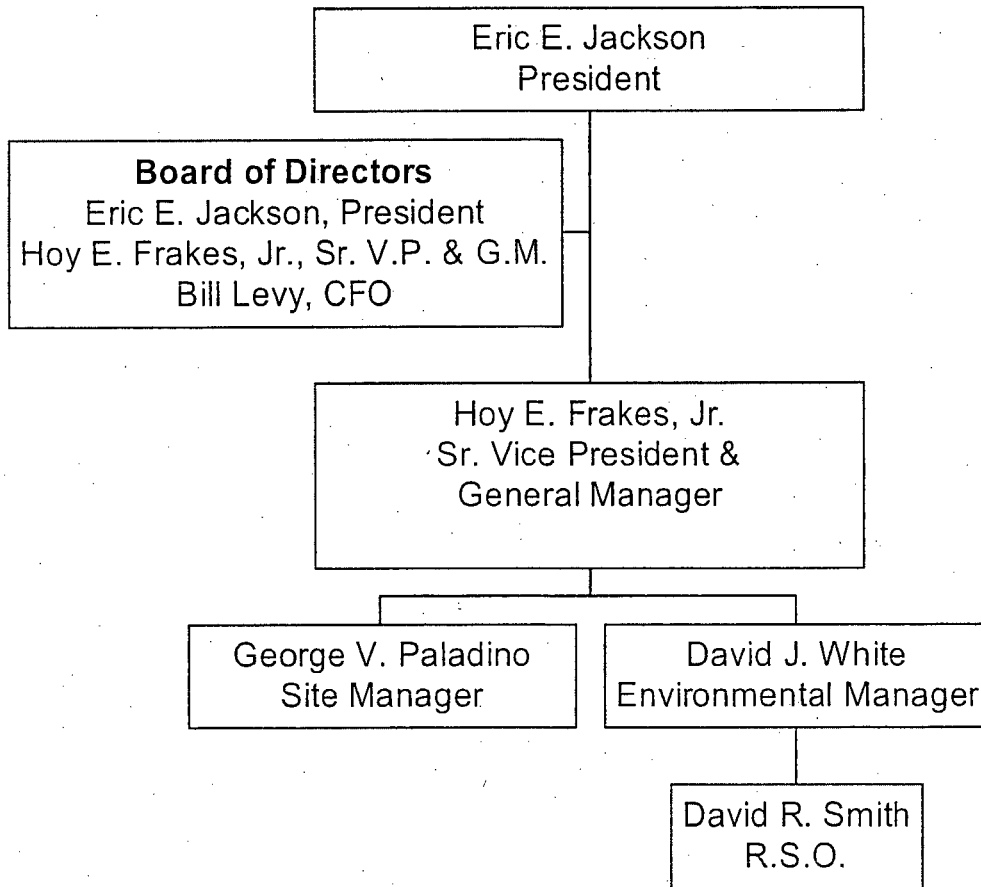 Eric E. Jackson
President
Board of Directors
Eric E. Jackson, President
Hoy E. Frakes, Jr., Sr. V.P. & G.M.
Bill Levy, CFO
Hoy E. Frakes, Jr.
Sr. Vice President &
General Manager
George V. Paladino
Site Manager
David J. White
Environmental Manager
David R. Smith
R.S.O.